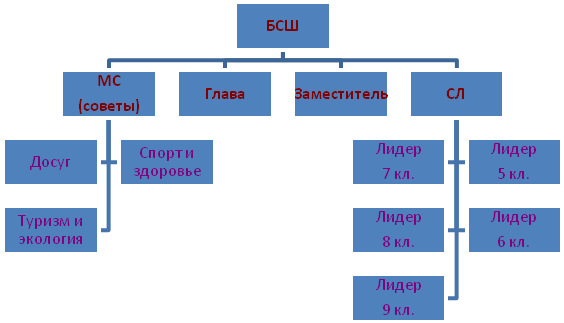 БСШ
МС
(советы)
Глава
Заместитель
СЛ
Досуг
Спорт и
здоровье
Туризм и
экология
Лидер
7 кл.
Лидер
5 кл.
Лидер
8 кл.
Лидер
6 кл.
Лидер
9 кл.